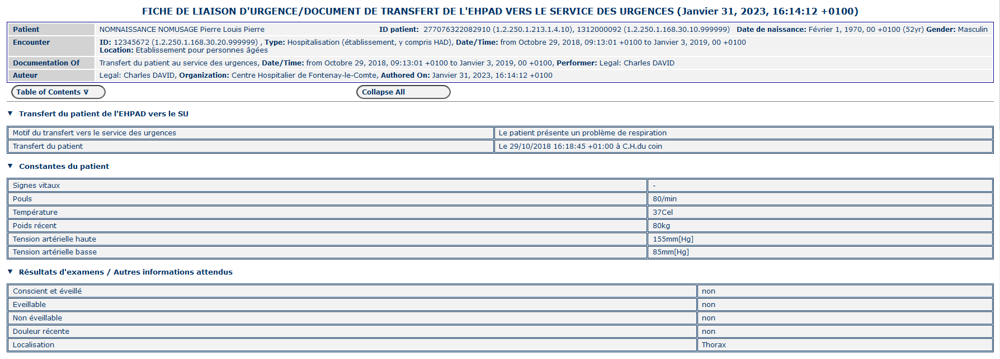 FICHE DE LIAISON D'URGENCE/DOCUMENT DE TRANSFERT DE L'EHPAD VERS LE SERVICE DES URGENCES (Janvier 31, 2023, 16:14:12 +0100)
Patient NOMNAISSANCE NOMUSAGE Pierre Louis Pierre ID patient: 277076322082910 (1.2.250.1.213.1.4.10), 1312000092 (1.2.250.1.168.30.10.999999) Date de naissance: Février 1, 1970, 00 +0100 (52yr) Gender: Masculin
Encounter ID: 12345672 (1.2.250.1.168.30.20.999999) , Type: Hospitalisation (établissement, y compris HAD), Date/Time: from Octobre 29, 2018, 09:13:01 +0100 to Janvier 3, 2019, 00 +0100
Location: Etablissement pour personnes âgées
Documentation Of Transfert du patient au service des urgences, Date/Time: from Octobre 29, 2018, 09:13:01 +0100 to Janvier 3, 2019, 00 +0100, Performer: Legal: Charles DAVID
Auteur Legal: Charles DAVID, Organization: Centre Hospitalier de Fontenay-le-Comte, Authored On: Janvier 31, 2023, 16:14:12 +0100
Table of Contents ∇ Collapse All
▼ Transfert du patient de l'EHPAD vers le SU
Motif du transfert vers le service des urgences Le patient présente un problème de respiration
Transfert du patient Le 29/10/2018 16:18:45 +01:00 à C.H.du coin
▼ Constantes du patient
Signes vitaux -
Pouls 80/min
Température 37Cel
Poids récent 80kg
Tension artérielle haute 155mm[Hg]
Tension artérielle basse 85mm[Hg]
▼ Résultats d'examens / Autres informations attendus
Conscient et éveillé non
Eveillable non
Non éveillable non
Douleur récente non
Localisation Thorax